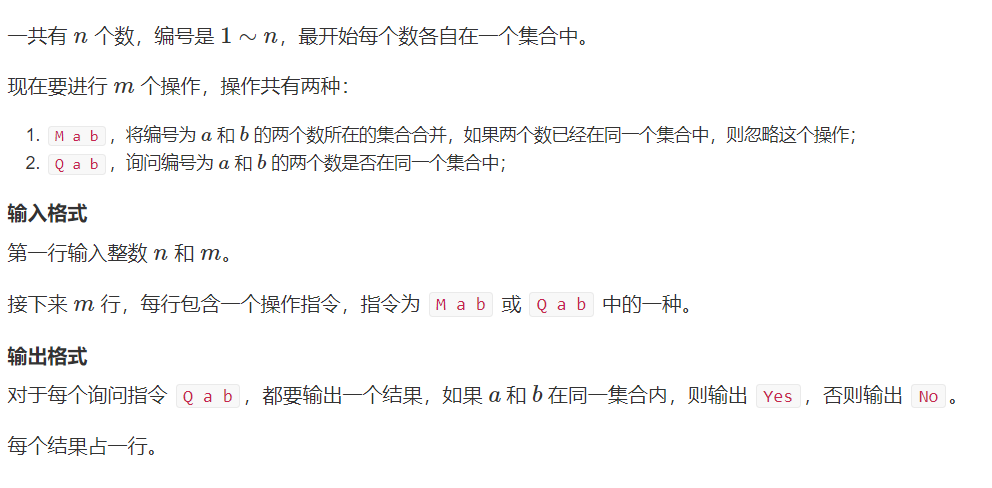 一共有 n 个数，编号是 1 ∼ n，最开始每个数各自在一个集合中。
现在要进行 m 个操作，操作共有两种：
1. M a b ，将编号为 a 和 b 的两个数所在的集合合并，如果两个数已经在同一个集合中，则忽略这个操作；
2. Q a b ，询问编号为 a 和 b 的两个数是否在同一个集合中；
输入格式
第一行输入整数 n 和 m。
接下来 m 行，每行包含一个操作指令，指令为 M a b 或 Q a b 中的一种。
输出格式
对于每个询问指令 Q a b ，都要输出一个结果，如果 a 和 b 在同一集合内，则输出 Yes ，否则输出 No 。
每个结果占一行。